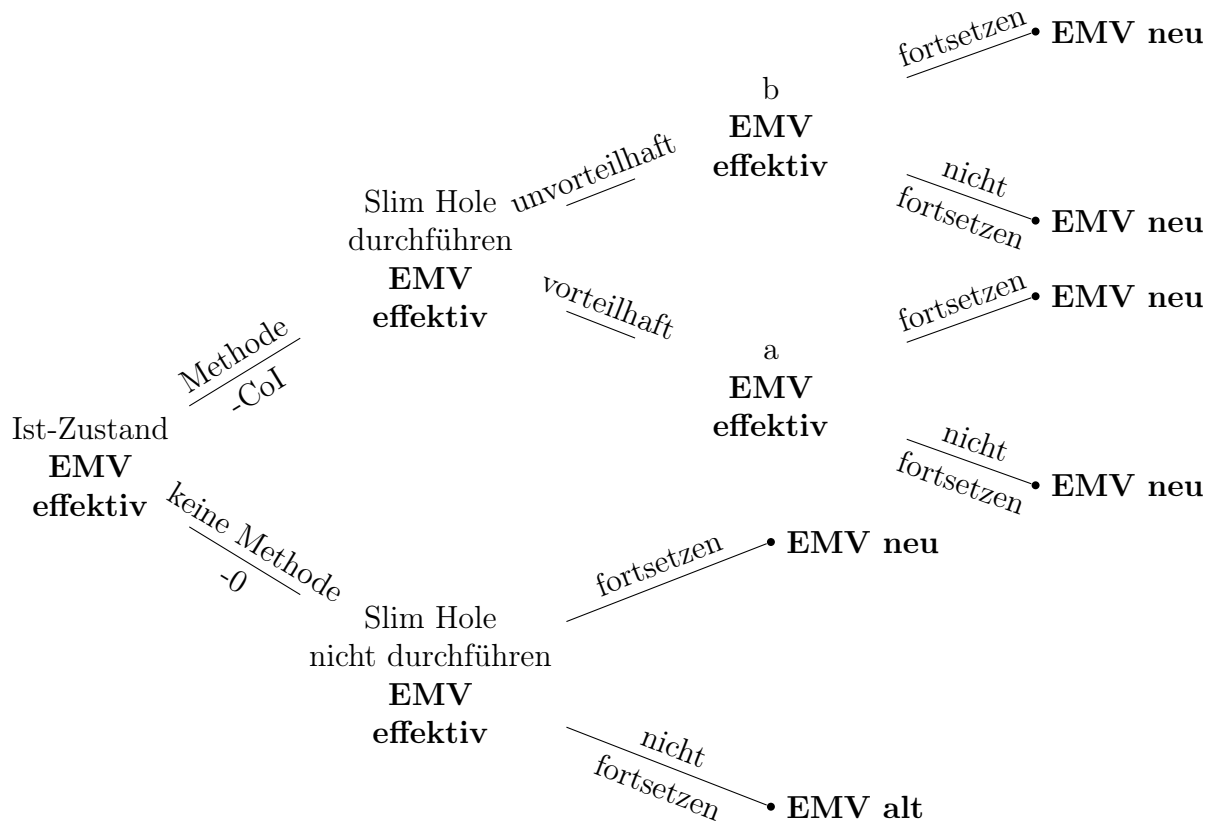 fortsetzen
EMV neu
b
EMV
effektiv
nicht
fortsetzen
EMV neu
unvorteilhaft
Slim Hole
durchführen
EMV
effektiv
vorteilhaft
fortsetzen
EMV neu
a
EMV
effektiv
nicht
fortsetzen
EMV neu
Methode
-CoI
Ist-Zustand
EMV
effektiv
keine Methode
-0
fortsetzen
EMV neu
Slim Hole
nicht durchführen
EMV
effektiv
nicht
fortsetzen
EMV alt